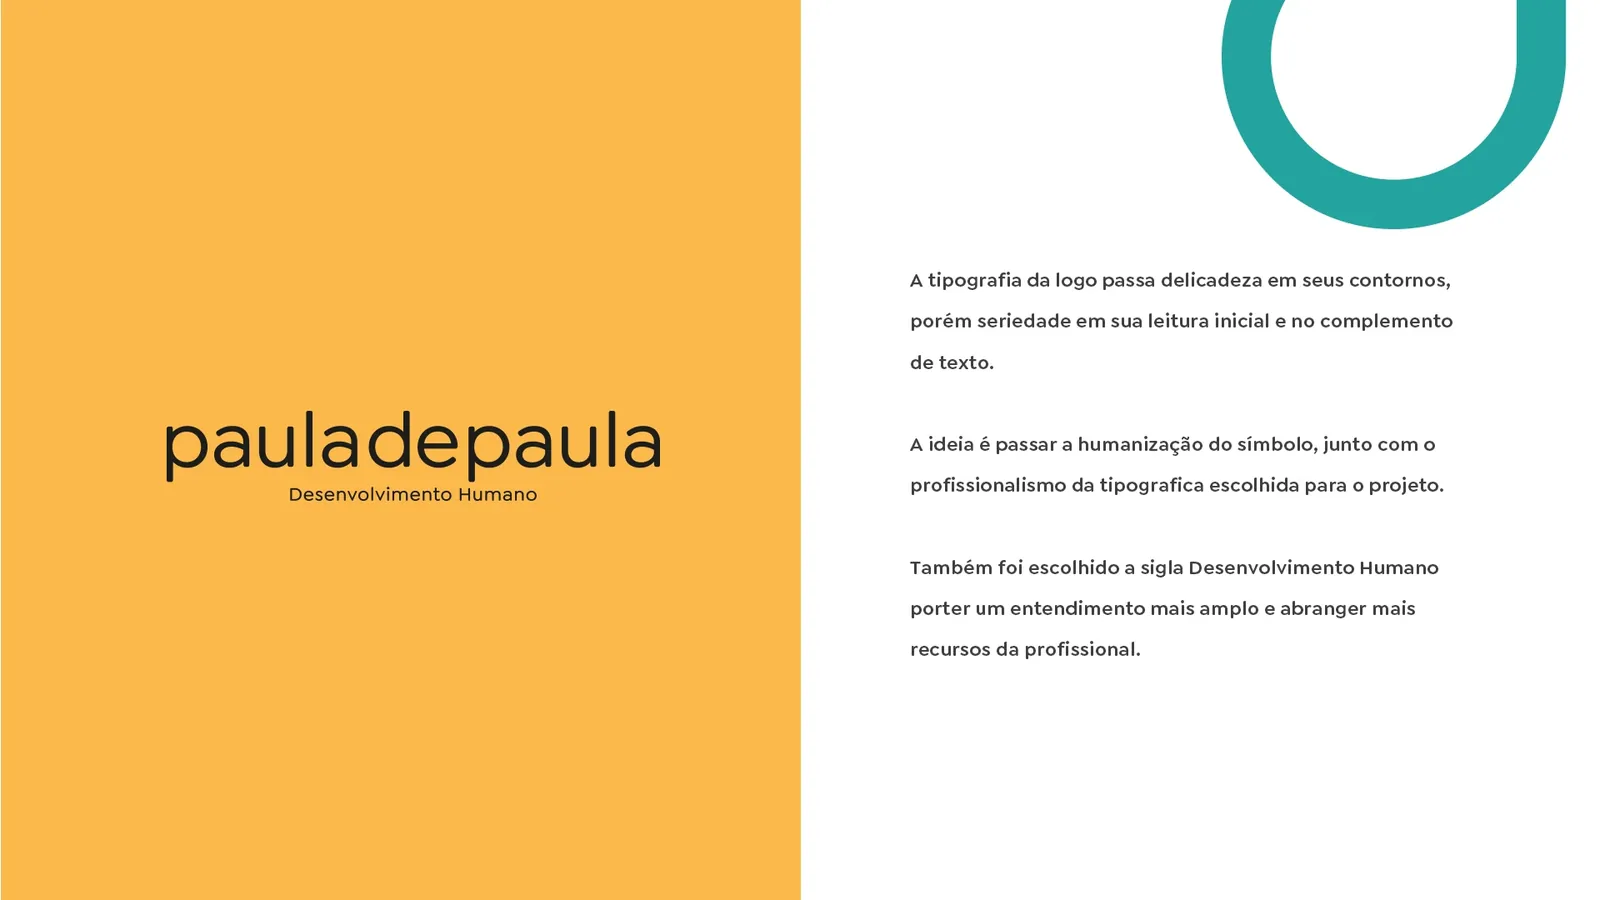 pauladepaula
Desenvolvimento Humano
A tipografia da logo passa delicadeza em seus contornos,
porém seriedade em sua leitura inicial e no complemento
de texto.
A ideia é passar a humanização do símbolo, junto com o
profissionalismo da tipografica escolhida para o projeto.
Também foi escolhido a sigla Desenvolvimento Humano
porter um entendimento mais amplo e abranger mais
recursos da profissional.